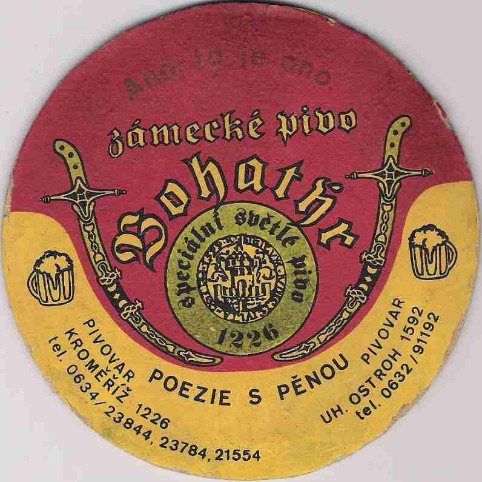 Ano, to je ono
zámecké pivo
Bohatýr
speciální světlé pivo
1226
POEZIE S PĚNOU
PIVOVAR
KROMĚŘÍŽ 1226
tel. 0634/23844, 23784, 21554
PIVOVAR
UH. OSTROH 1592
tel. 0632/91192